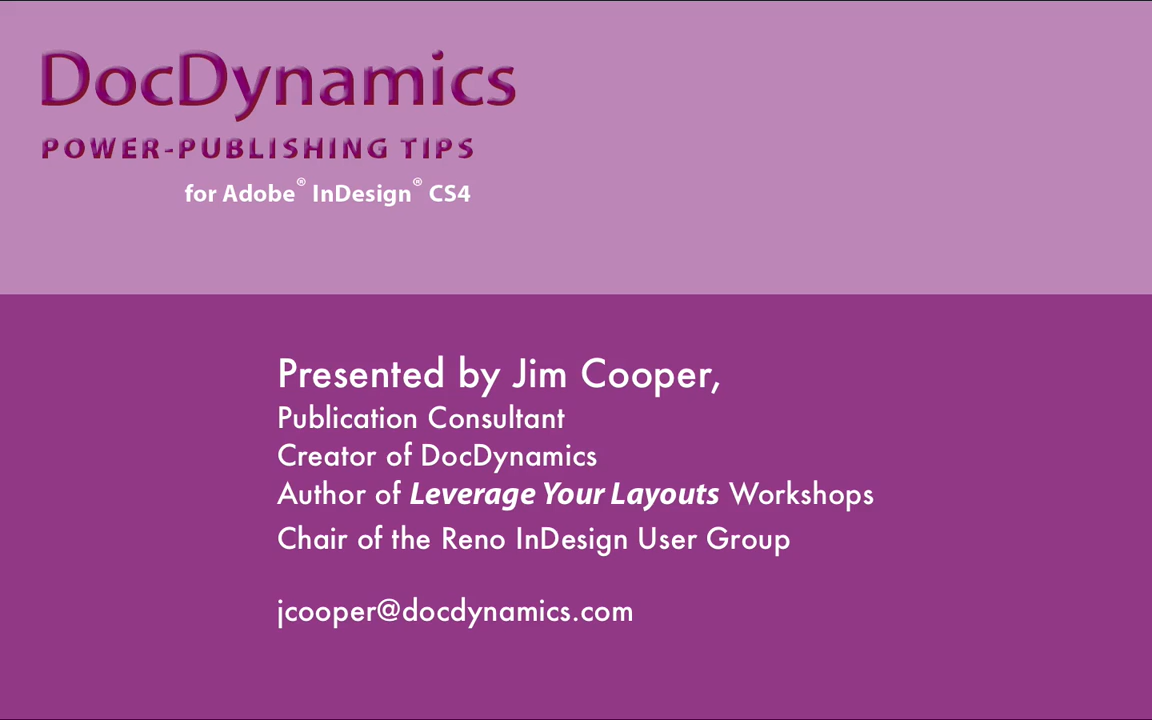 DocDynamics
POWER-PUBLISHING TIPS
for Adobe® InDesign® CS4
Presented by Jim Cooper,
Publication Consultant
Creator of DocDynamics
Author of Leverage Your Layouts Workshops
Chair of the Reno InDesign User Group
jcooper@docdynamics.com